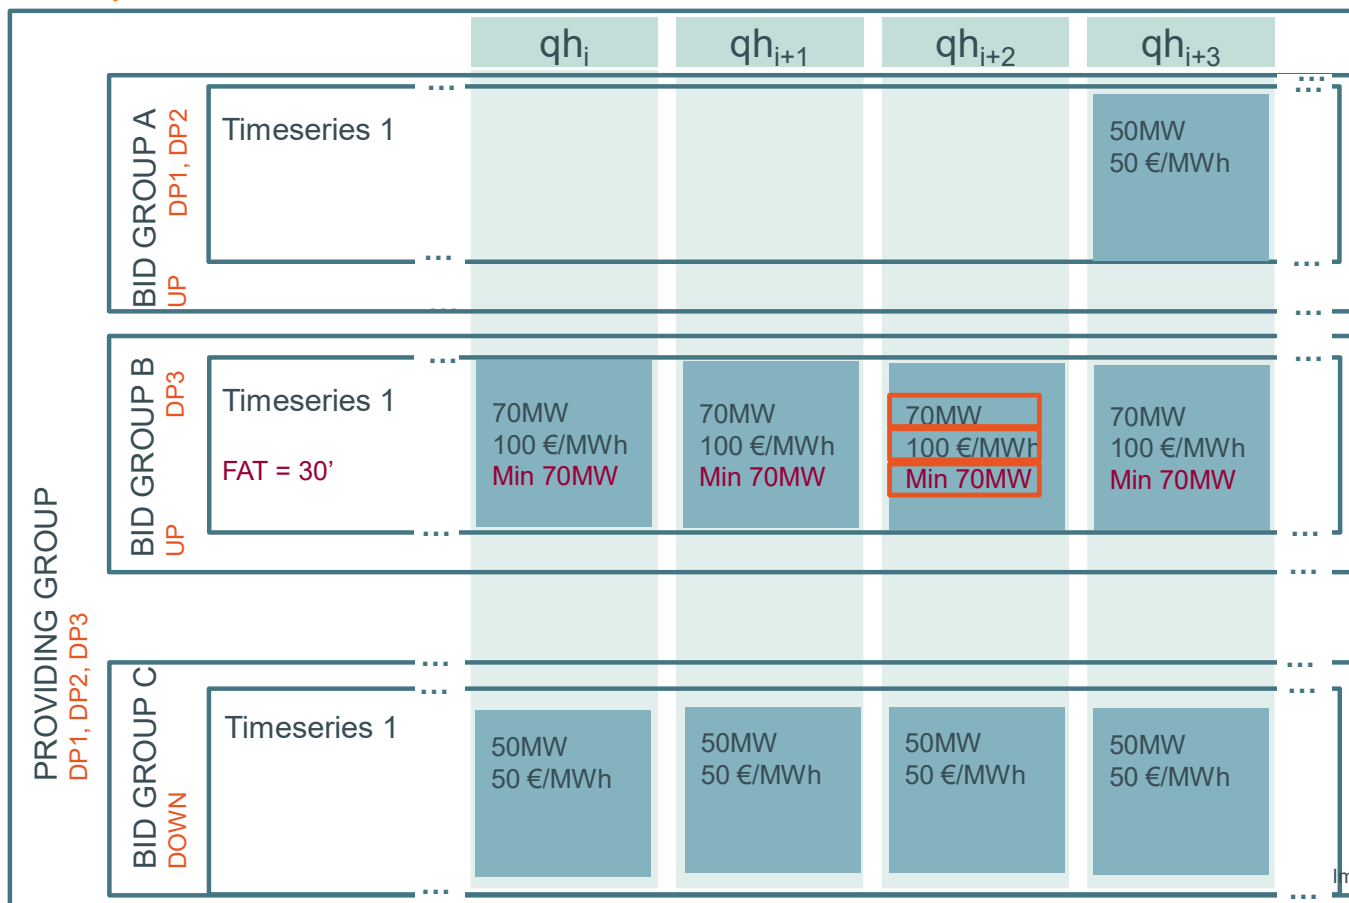 qhi
qhi+1
qhi+2
qhi+3
PROVIDING GROUP
DP1, DP2, DP3
BID GROUP A
DP1, DP2
UP
Timeseries 1
...
...
...
50MW
50 €/MWh
...
...
...
...
BID GROUP B
DP3
UP
Timeseries 1
FAT = 30’
...
70MW
100 €/MWh
Min 70MW
70MW
100 €/MWh
Min 70MW
70MW
100 €/MWh
Min 70MW
70MW
100 €/MWh
Min 70MW
...
...
...
...
BID GROUP C
DOWN
Timeseries 1
...
...
...
...
50MW
50 €/MWh
50MW
50 €/MWh
50MW
50 €/MWh
50MW
50 €/MWh
...
...